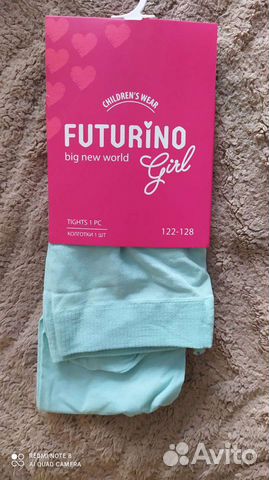 CHILDREN'S WEAR
FUTURINO
big new world
Girl
TIGHTS 1 PC
КОЛГОТКИ 1 ШТ
122-128
REDMI NOTE 8
AI QUAD CAMERA
Avito